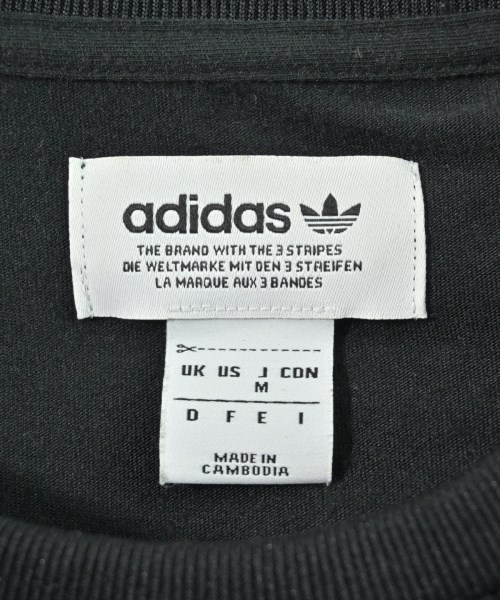 adidas
THE BRAND WITH THE 3 STRIPES
DIE WELTMARKE MIT DEN 3 STREIFEN
LA MARQUE AUX 3 BANDES
UK US J CDN
M
D F E I
MADE IN
CAMBODIA